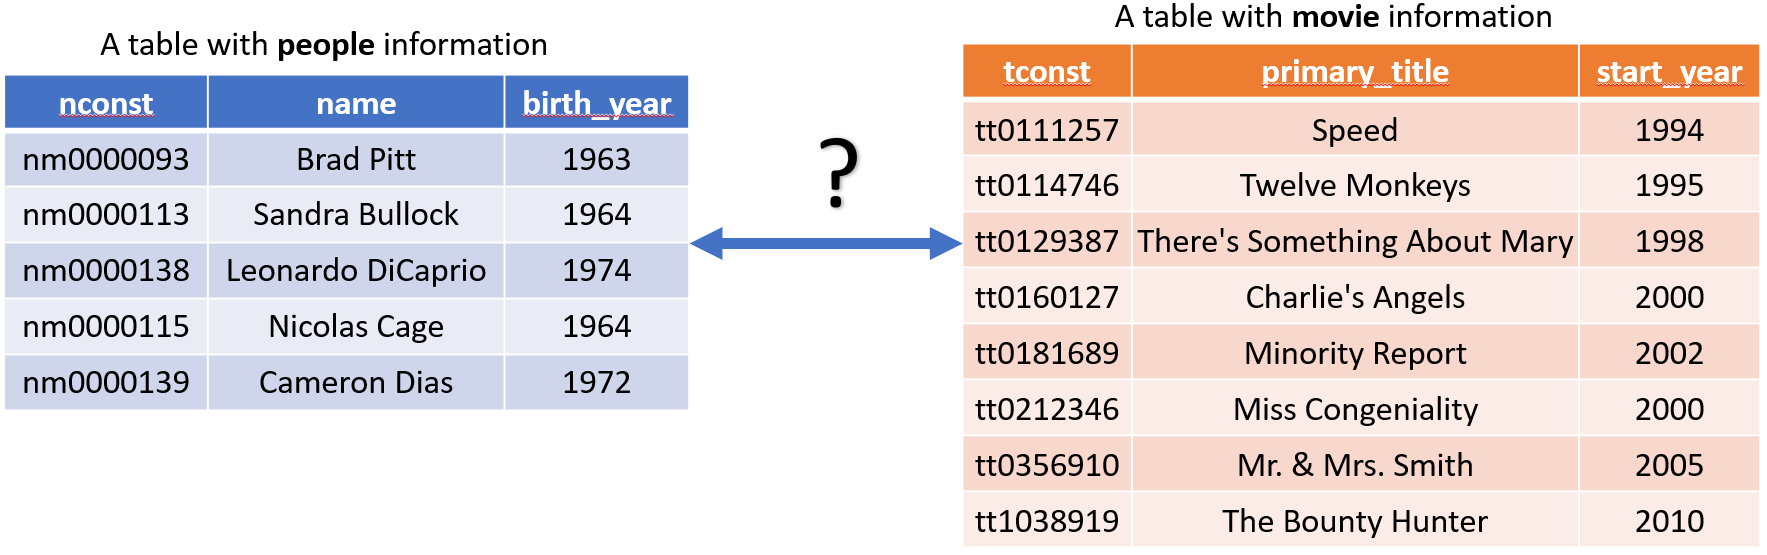 A table with people information
nconst name birth_year
nm0000093 Brad Pitt 1963
nm0000113 Sandra Bullock 1964
nm0000138 Leonardo DiCaprio 1974
nm0000115 Nicolas Cage 1964
nm0000139 Cameron Dias 1972
?
A table with movie information
tconst primary_title start_year
tt0111257 Speed 1994
tt0114746 Twelve Monkeys 1995
tt0129387 There's Something About Mary 1998
tt0160127 Charlie's Angels 2000
tt0181689 Minority Report 2002
tt0212346 Miss Congeniality 2000
tt0356910 Mr. & Mrs. Smith 2005
tt1038919 The Bounty Hunter 2010